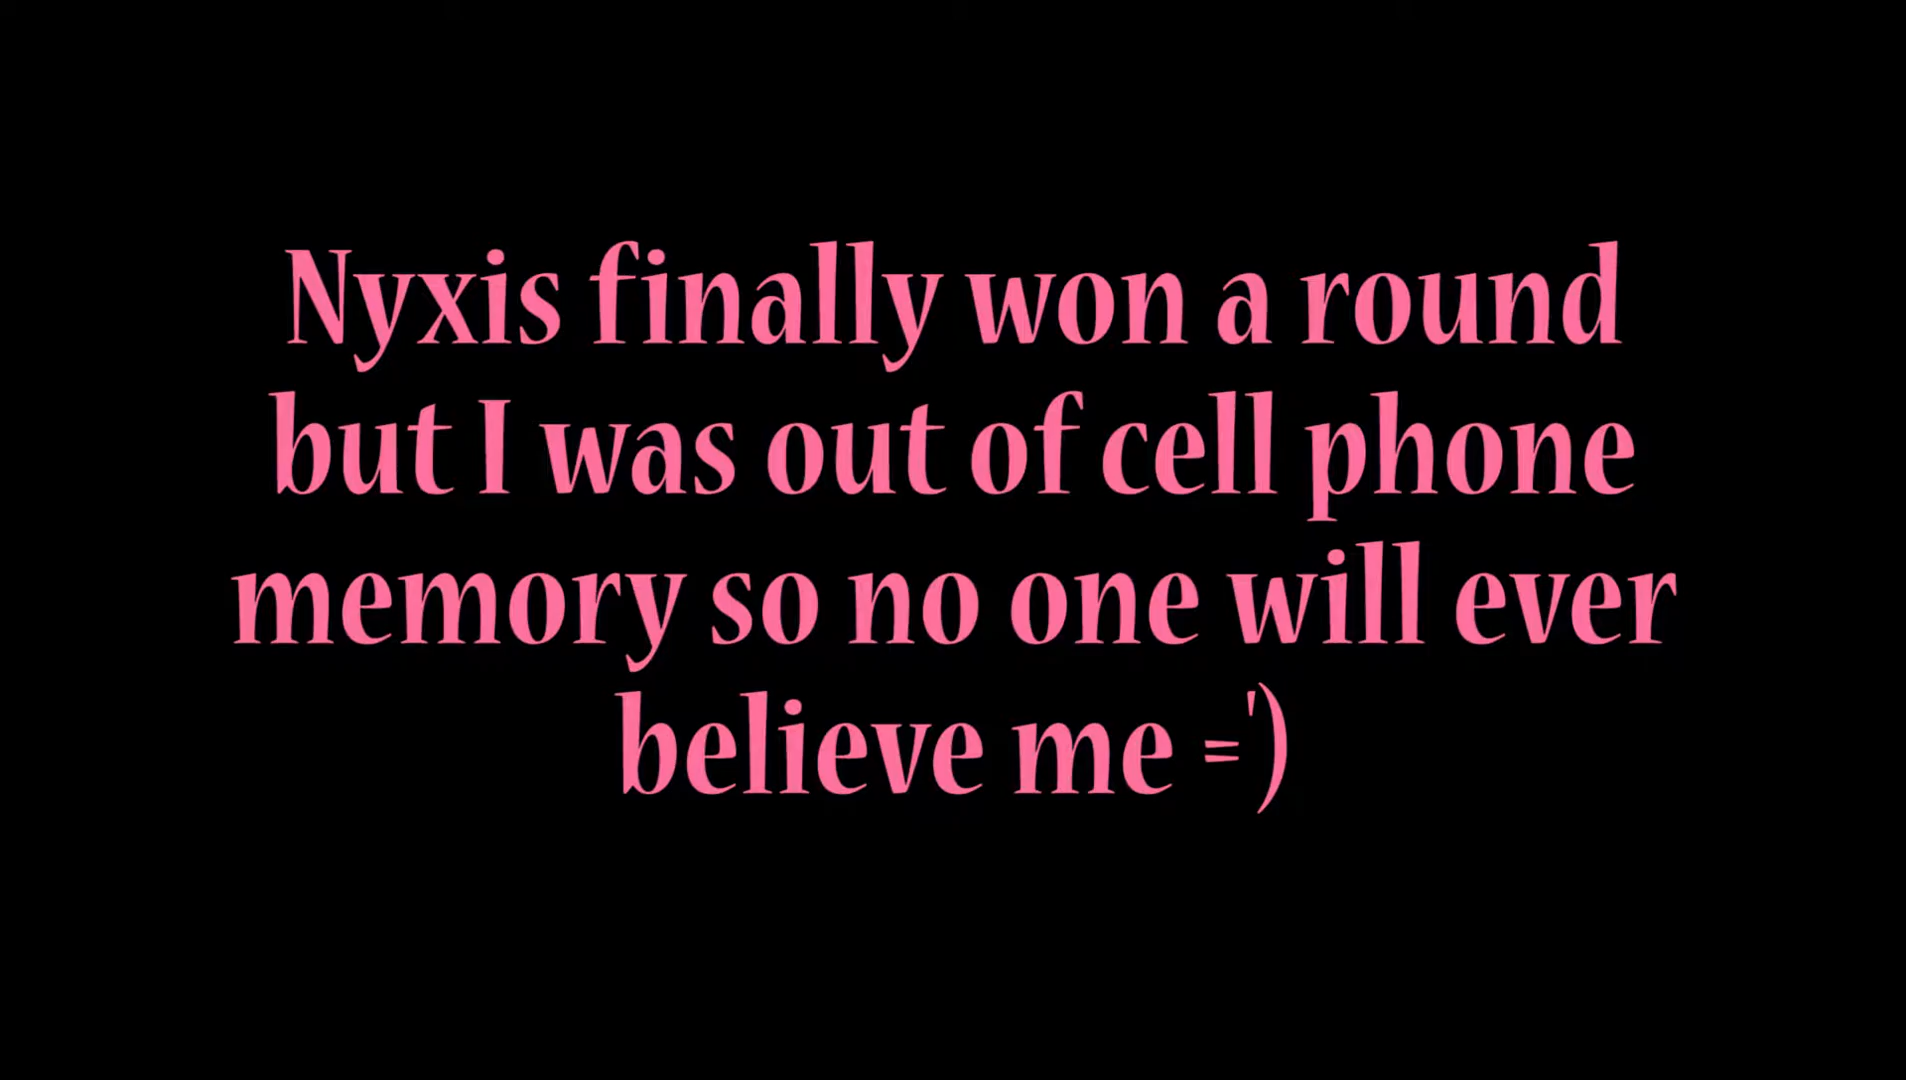 Nyxis finally won a round
but I was out of cell phone
memory so no one will ever
believe me =')